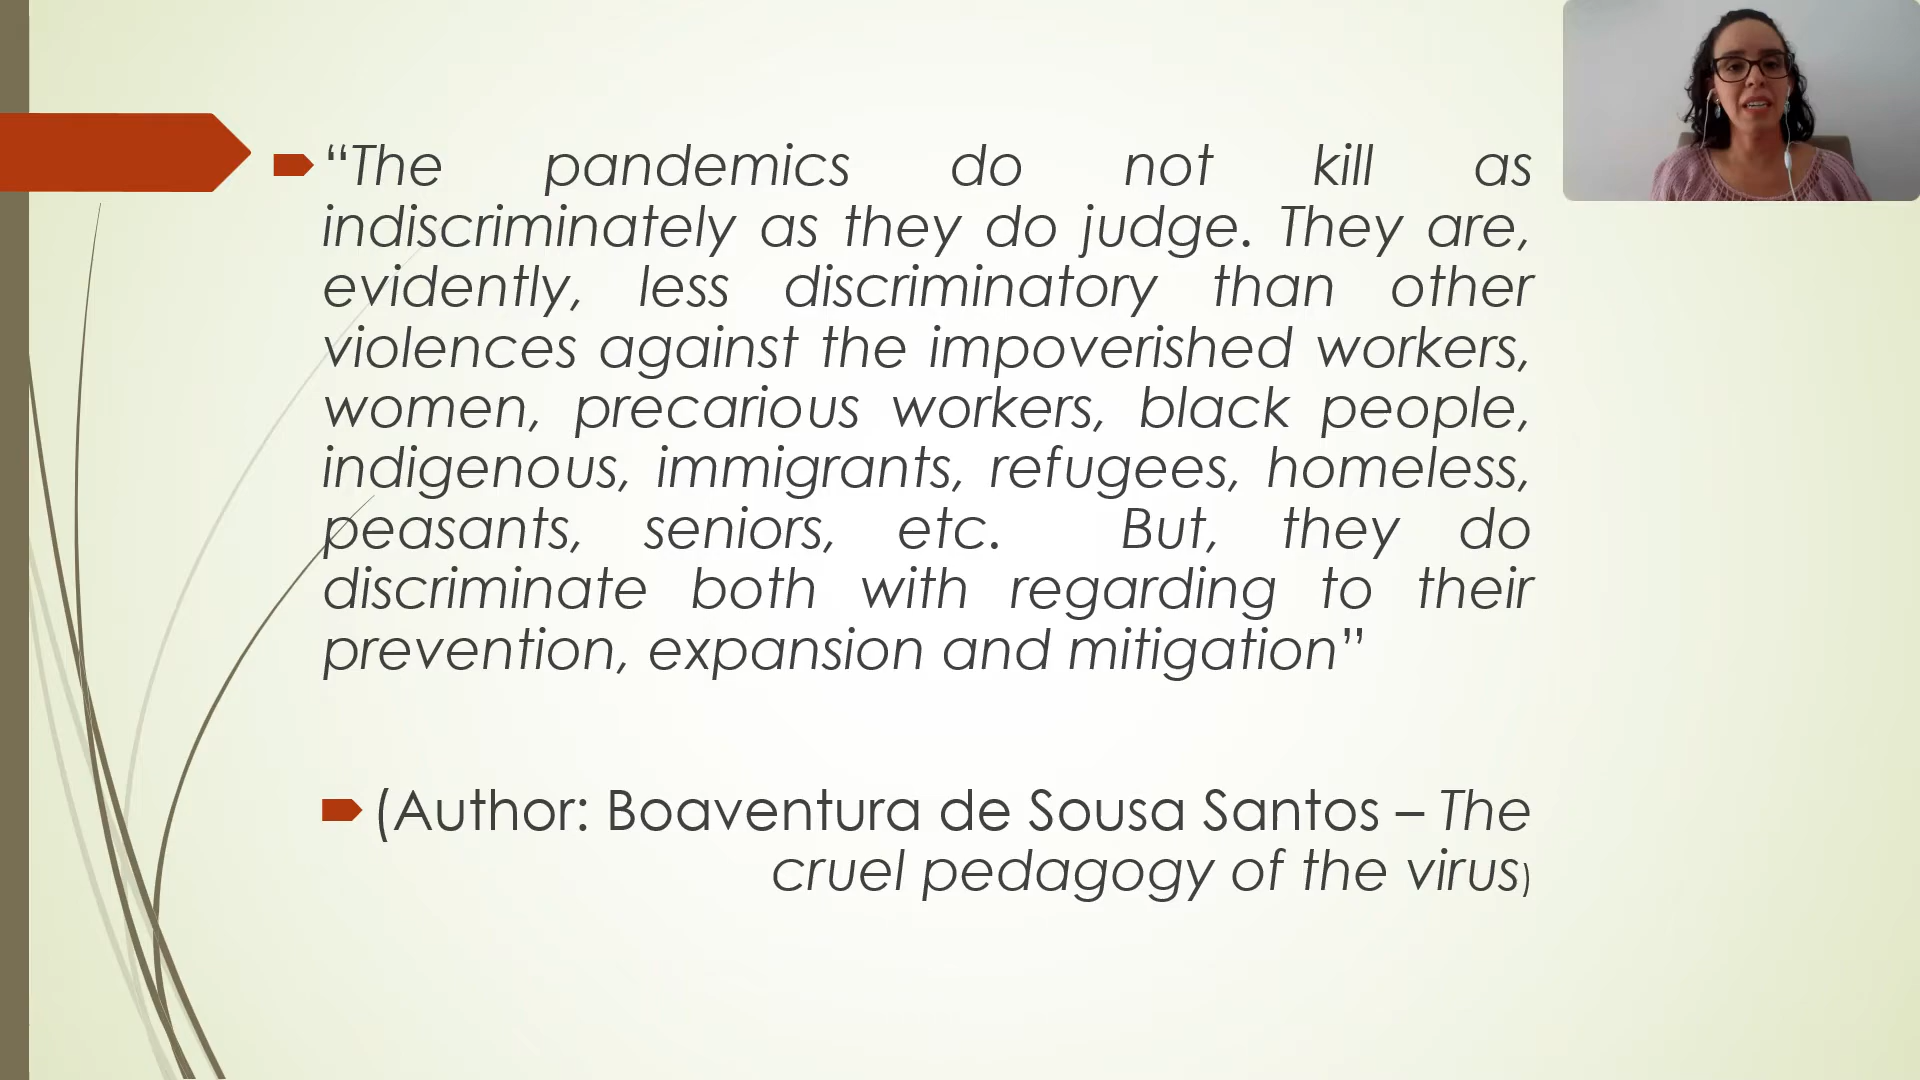 “The pandemics do not kill as
indiscriminately as they do judge. They are,
evidently, less discriminatory than other
violences against the impoverished workers,
women, precarious workers, black people,
indigenous, immigrants, refugees, homeless,
peasants, seniors, etc. But, they do
discriminate both with regarding to their
prevention, expansion and mitigation”
(Author: Boaventura de Sousa Santos – The
cruel pedagogy of the virus)